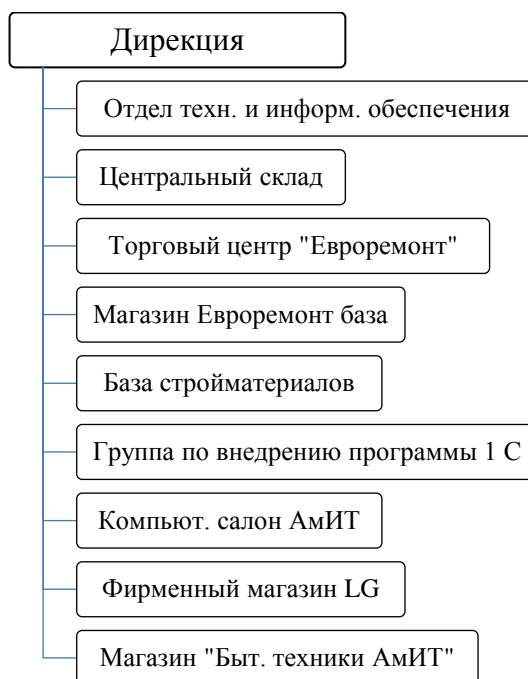 Дирекция
Отдел техн. и информ. обеспечения
Центральный склад
Торговый центр "Евроремонт"
Магазин Евроремонт база
База стройматериалов
Группа по внедрению программы 1 С
Компьют. салон АмИТ
Фирменный магазин LG
Магазин "Быт. техники АмИТ"